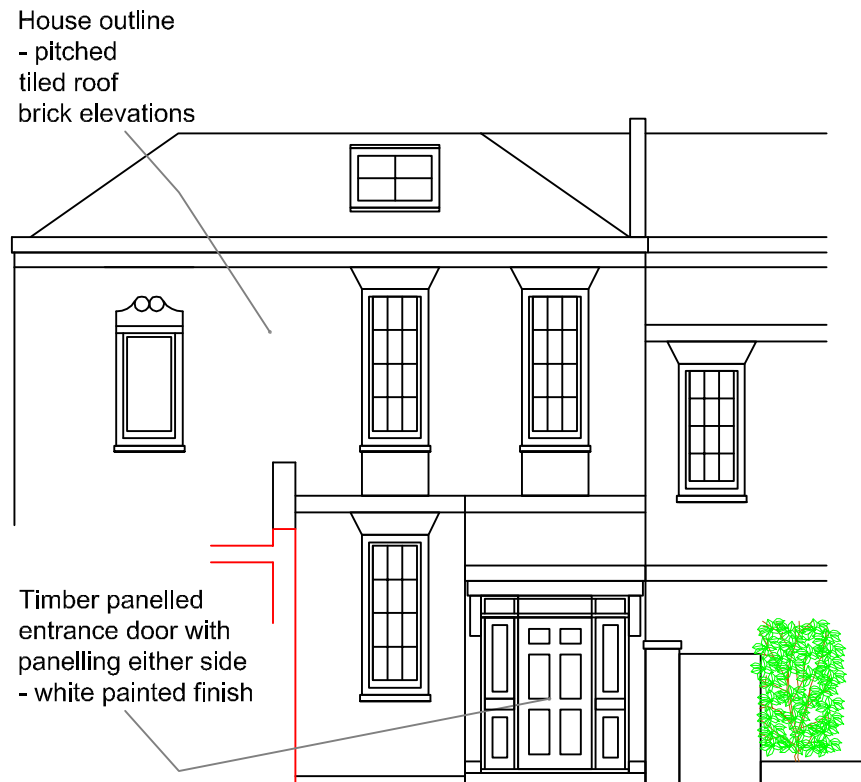 House outline
- pitched
tiled roof
brick elevations
Timber panelled
entrance door with
panelling either side
- white painted finish